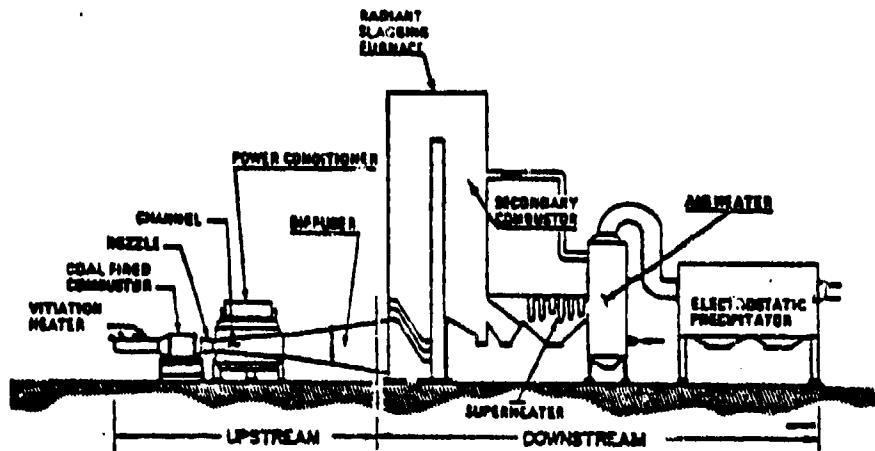 RADIANT
SLAGGING
FURNACE
POWER CONDITIONER
CHANNEL
NOZZLE
COAL FIRED
COMBUSTOR
VITIATION
HEATER
DIFFUSER
SECONDARY
COMBUSTOR
AIR HEATER
ELECTROSTATIC
PRECIPITATOR
SUPERHEATER
UPSTREAM
DOWNSTREAM